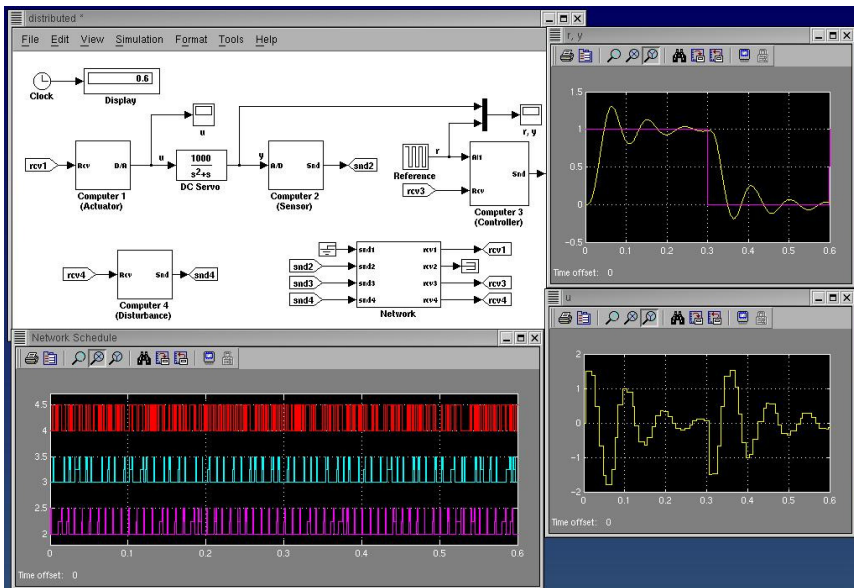 distributed *
File Edit View Simulation Format Tools Help
0.6
Clock
Display
u
r, y
rcv1
Rcv D/A
u
1000
s²+s
y
A/D Snd
snd2
r
Reference
A/t
rcv3
Rcv
Snd
Computer 1
(Actuator)
DC Servo
Computer 2
(Sensor)
Computer 3
(Controller)
rcv4
Rcv Snd
snd4
Computer 4
(Disturbance)
snd1 rcv1
rcv1
snd2
snd2 rcv2
snd3
snd3 rcv3
rcv3
snd4
snd4 rcv4
rcv4
Network
r, y
1.5
1
0.5
0
-0.5
0 0.1 0.2 0.3 0.4 0.5 0.6
Time offset: 0
Network Schedule
4.5
4
3.5
3
2.5
2
0 0.1 0.2 0.3 0.4 0.5 0.6
Time offset: 0
u
2
1
0
-1
-2
0 0.1 0.2 0.3 0.4 0.5 0.6
Time offset: 0